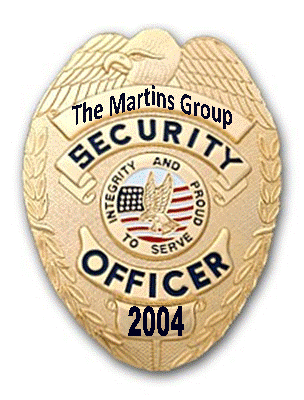 The Martins Group
SECURITY
INTEGRITY AND PROUD
TO SERVE
OFFICER
2004